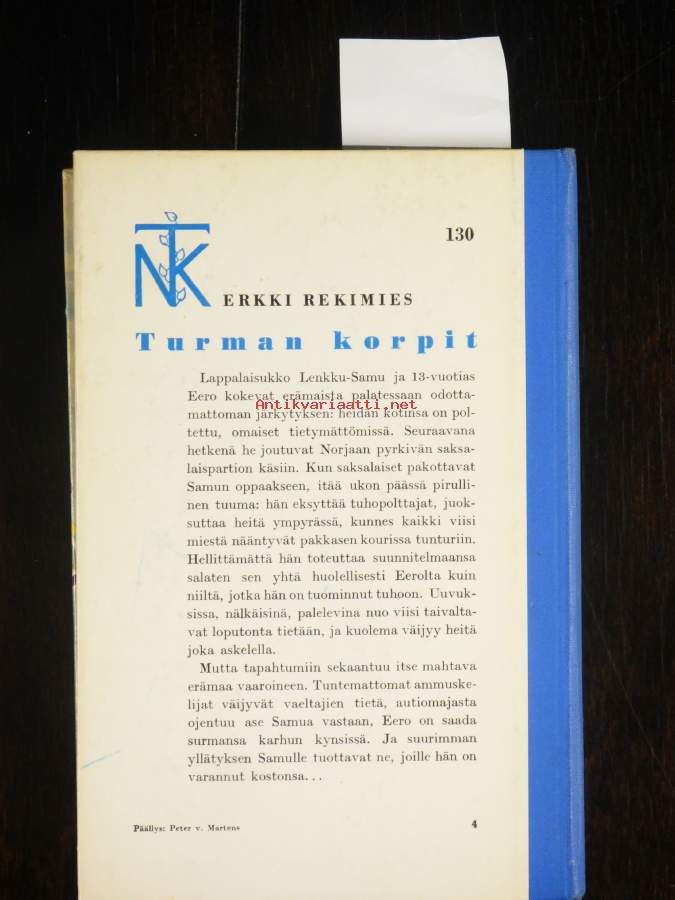 130
NTK
ERKKI REKIMIES
Turman korpit
Lappalaisukko Lenkku-Samu ja 13-vuotias
Eero kokevat erämaista palatessaan odotta-
Antikvariaatti.net
mattoman järkytyksen: heidän kotinsa on pol-
tettu, omaiset tietymättömissä. Seuraavana
hetkenä he joutuvat Norjaan pyrkivän saksa-
laispartion käsiin. Kun saksalaiset pakottavat
Samun oppaakseen, itää ukon päässä pirulli-
nen tuuma: hän eksyttää tuhopolttajat, juok-
suttaa heitä ympyrässä, kunnes kaikki viisi
miestä nääntyvät pakkasen kourissa tunturiin.
Hellittämättä hän toteuttaa suunnitelmaansa
salaten sen yhtä huolellisesti Eerolta kuin
niiltä, jotka hän on tuominnut tuhoon. Uuvuk-
sissa, nälkäisinä, palelevina nuo viisi taivalta-
vat loputonta tietään, ja kuolema väijyy heitä
joka askelella.
Mutta tapahtumiin sekaantuu itse mahtava
erämaa vaaroineen. Tuntemattomat ammuske-
lijat väijyvät vaeltajien tietä, autiomajasta
ojentuu ase Samua vastaan, Eero on saada
surmansa karhun kynsissä. Ja suurimman
yllätyksen Samulle tuottavat ne, joille hän on
varannut kostonsa...
Päällys: Peter v. Martens
4